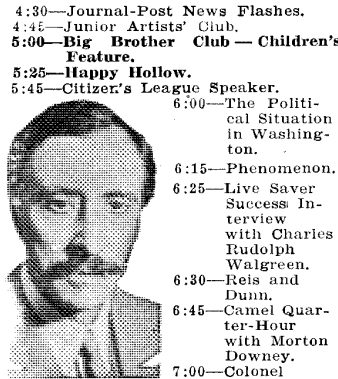 4:30—Journal-Post News Flashes.
4:45—Junior Artists' Club.
5:00—Big Brother Club — Children's
Feature.
5:25—Happy Hollow.
5:45—Citizen's League Speaker.
6:00—The Politi-
cal Situation
in Washing-
ton.
6:15—Phenomenon.
6:25—Live Saver
Success In-
terview
with Charles
Rudolph
Walgreen.
6:30—Reis and
Dunn.
6:45—Camel Quar-
ter-Hour
with Morton
Downey.
7:00—Colonel